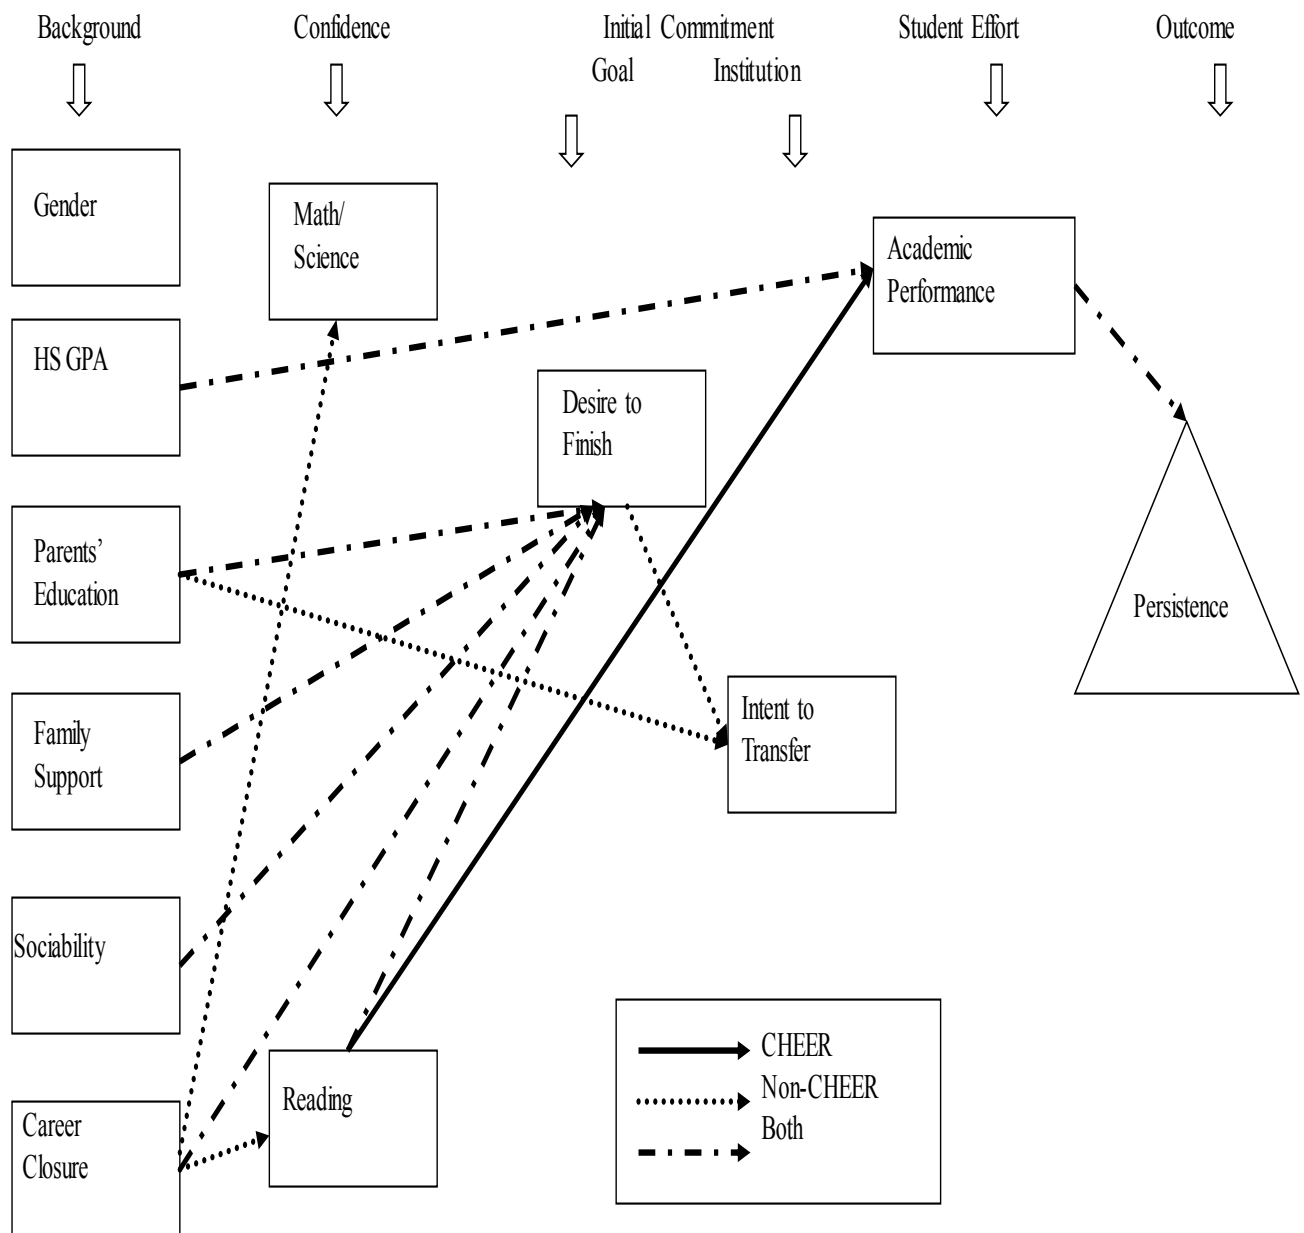 Background Confidence Initial Commitment Student Effort Outcome
Goal Institution
Gender
Math/
Science
Academic
Performance
HS GPA
Desire to
Finish
Parents’
Education
Persistence
Family
Support
Intent to
Transfer
Sociability
Reading
Career
Closure
CHEER
Non-CHEER
Both